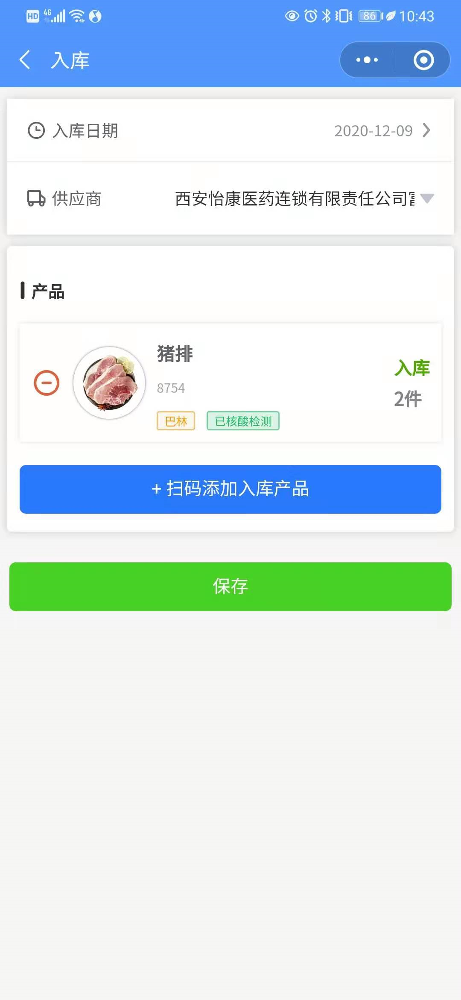 HD 4G 86 10:43
入库
入库日期 2020-12-09
供应商 西安怡康医药连锁有限责任公司
产品
猪排
入库
8754
2件
巴林 已核酸检测
+ 扫码添加入库产品
保存